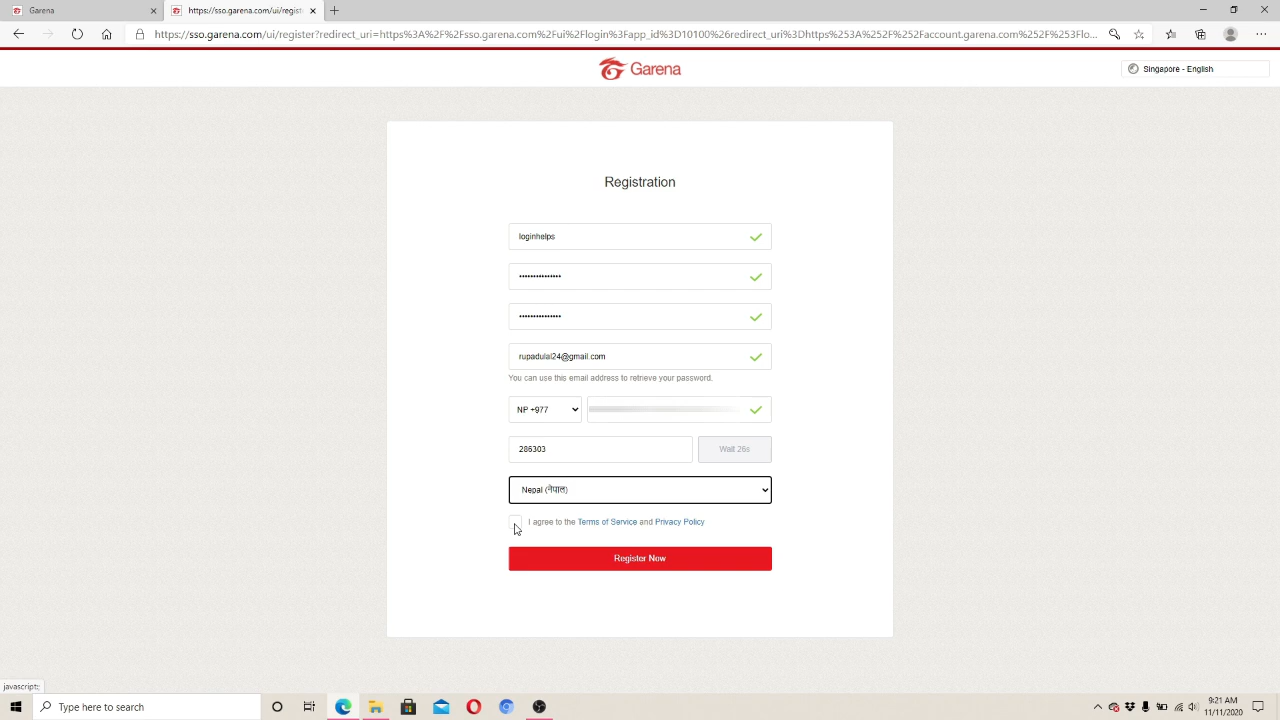 Garena
https://sso.garena.com/ui/regist
https://sso.garena.com/ui/register?redirect_uri=https%3A%2F%2Fsso.garena.com%2Fui%2Flogin%3Fapp_id%3D10100%26redirect_uri%3Dhttps%253A%252F%252Faccount.garena.com%252F%253Flo...
Garena
Singapore - English
Registration
loginhelps
•••••••••••••••
•••••••••••••••
rupadulal24@gmail.com
You can use this email address to retrieve your password.
NP +977
286303
Wait 26s
Nepal (नेपाल)
I agree to the Terms of Service and Privacy Policy
Register Now
javascript:;
Type here to search
9:21 AM
11/11/2020